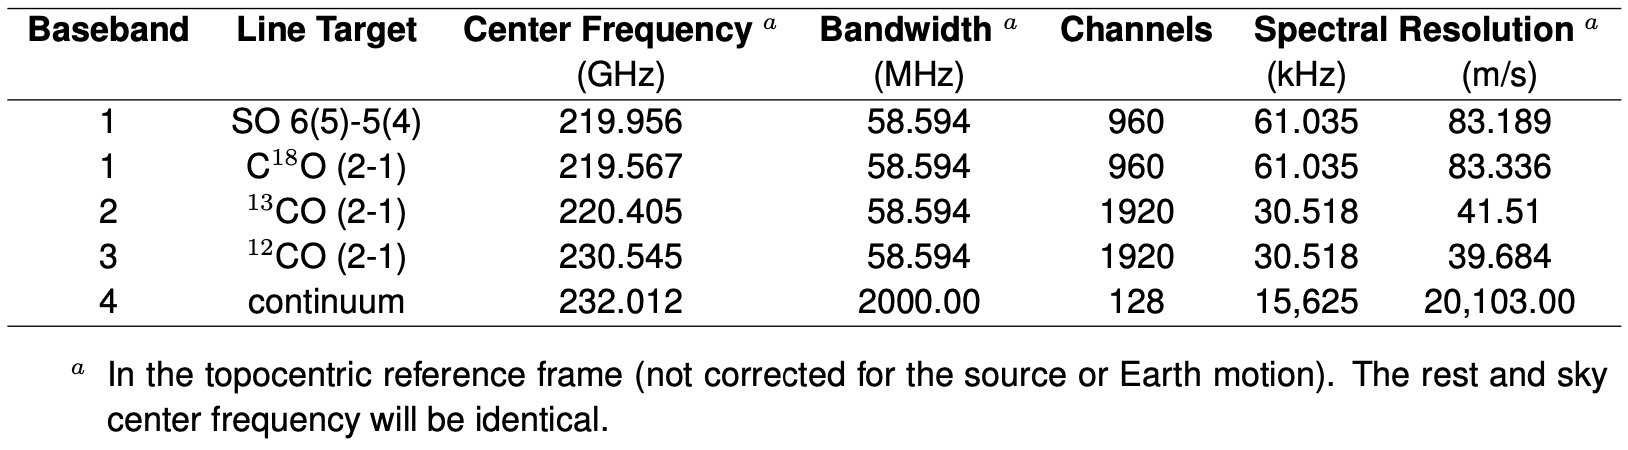 Baseband Line Target Center Frequency ᵃ Bandwidth ᵃ Channels Spectral Resolution ᵃ
(GHz) (MHz) (kHz) (m/s)
1 SO 6(5)-5(4) 219.956 58.594 960 61.035 83.189
1 C¹⁸O (2-1) 219.567 58.594 960 61.035 83.336
2 ¹³CO (2-1) 220.405 58.594 1920 30.518 41.51
3 ¹²CO (2-1) 230.545 58.594 1920 30.518 39.684
4 continuum 232.012 2000.00 128 15,625 20,103.00
ᵃ In the topocentric reference frame (not corrected for the source or Earth motion). The rest and sky
center frequency will be identical.